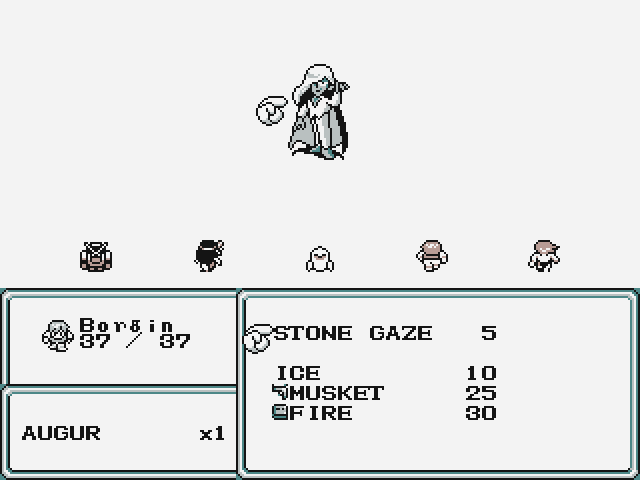 Borgin
37 / 37
AUGUR x1
STONE GAZE 5
ICE 10
MUSKET 25
FIRE 30